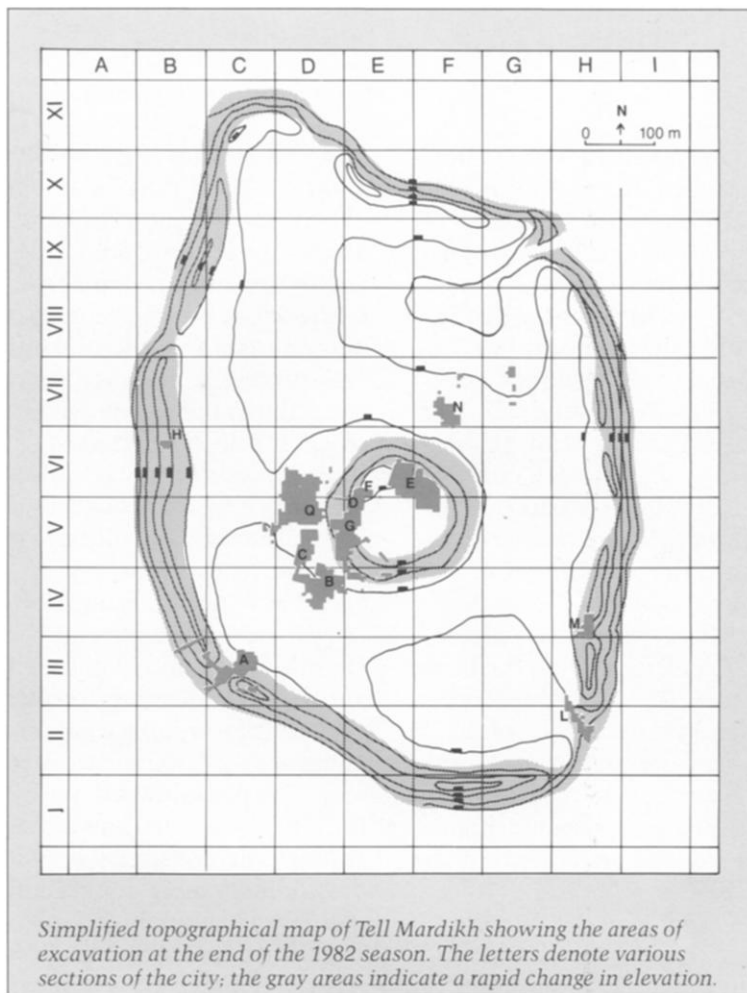 A B C D E F G H I
XI
N
0 100 m
X
IX
VIII
VII
N
H
VI
F E
D
Q
V
G
C
B
IV
M
A
III
L
II
I
Simplified topographical map of Tell Mardikh showing the areas of
excavation at the end of the 1982 season. The letters denote various
sections of the city; the gray areas indicate a rapid change in elevation.